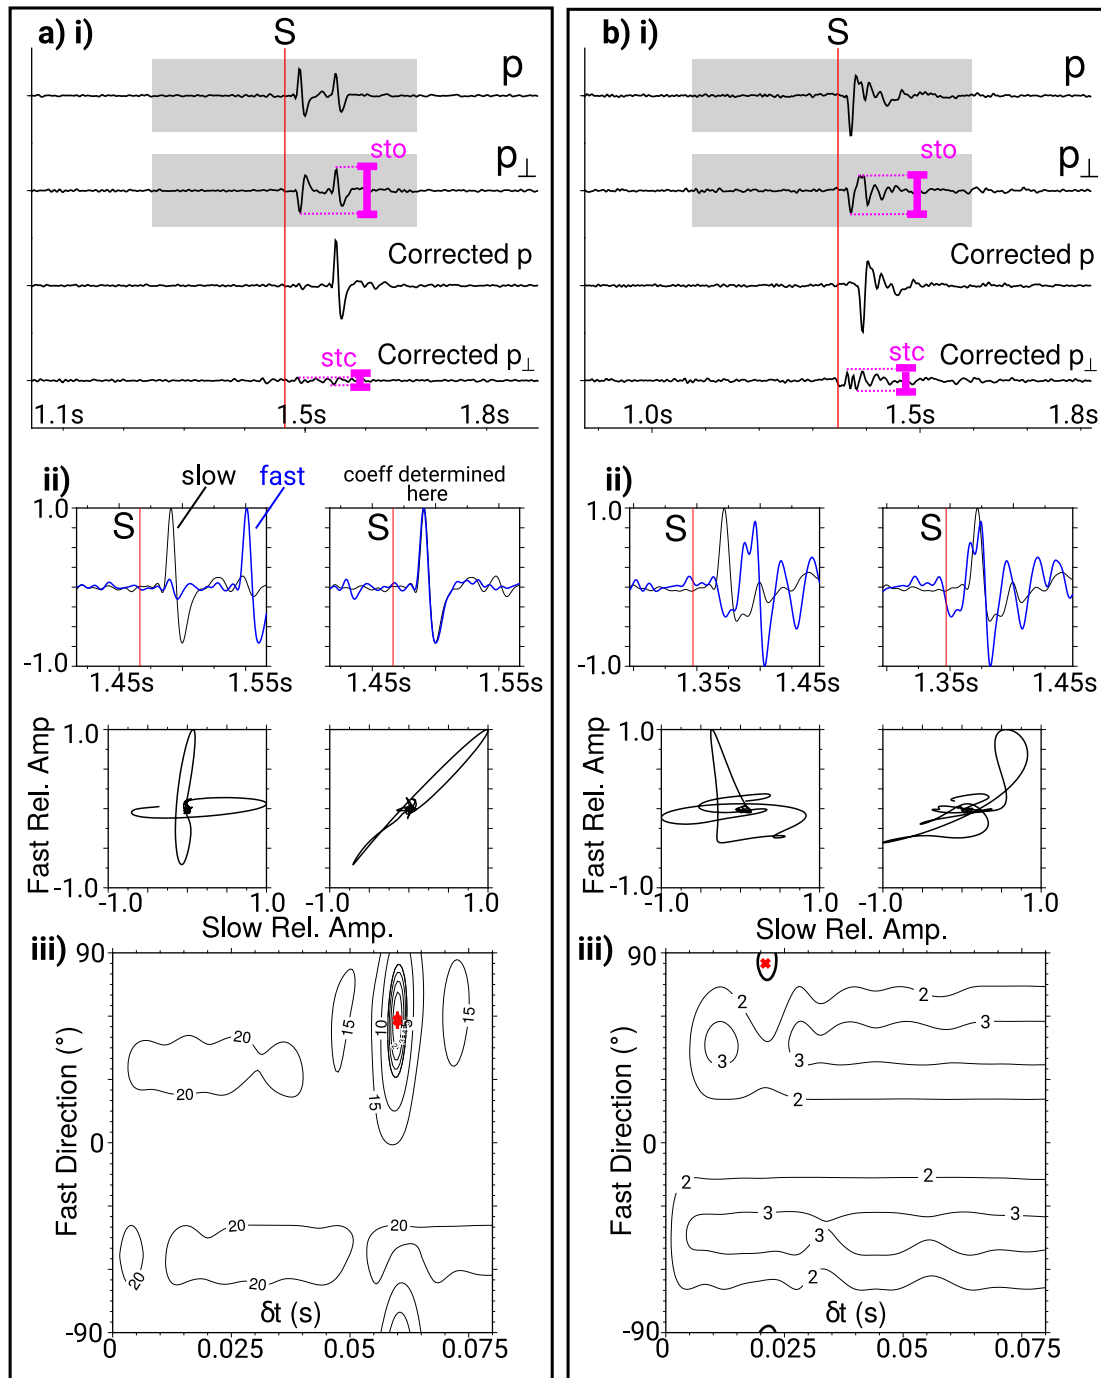 a) i)
S
p
sto
p⊥
Corrected p
stc
Corrected p⊥
1.1s
1.5s
1.8s
ii)
slow
fast
coeff determined
here
1.0
S
S
-1.0
1.45s
1.55s
1.45s
1.55s
1.0
Fast Rel. Amp
-1.0
-1.0
1.0
-1.0
1.0
Slow Rel. Amp.
iii)
90
Fast Direction (°)
0
-90
20
20
15
10
5
15
15
20
20
20
20
δt (s)
0
0.025
0.050
0.075
b) i)
S
p
sto
p⊥
Corrected p
stc
Corrected p⊥
1.0s
1.5s
1.8s
ii)
1.0
S
S
-1.0
1.35s
1.45s
1.35s
1.45s
1.0
Fast Rel. Amp
-1.0
-1.0
1.0
-1.0
1.0
Slow Rel. Amp.
iii)
90
Fast Direction (°)
0
-90
2
2
3
3
3
2
2
3
3
3
2
δt (s)
0
0.025
0.05
0.075